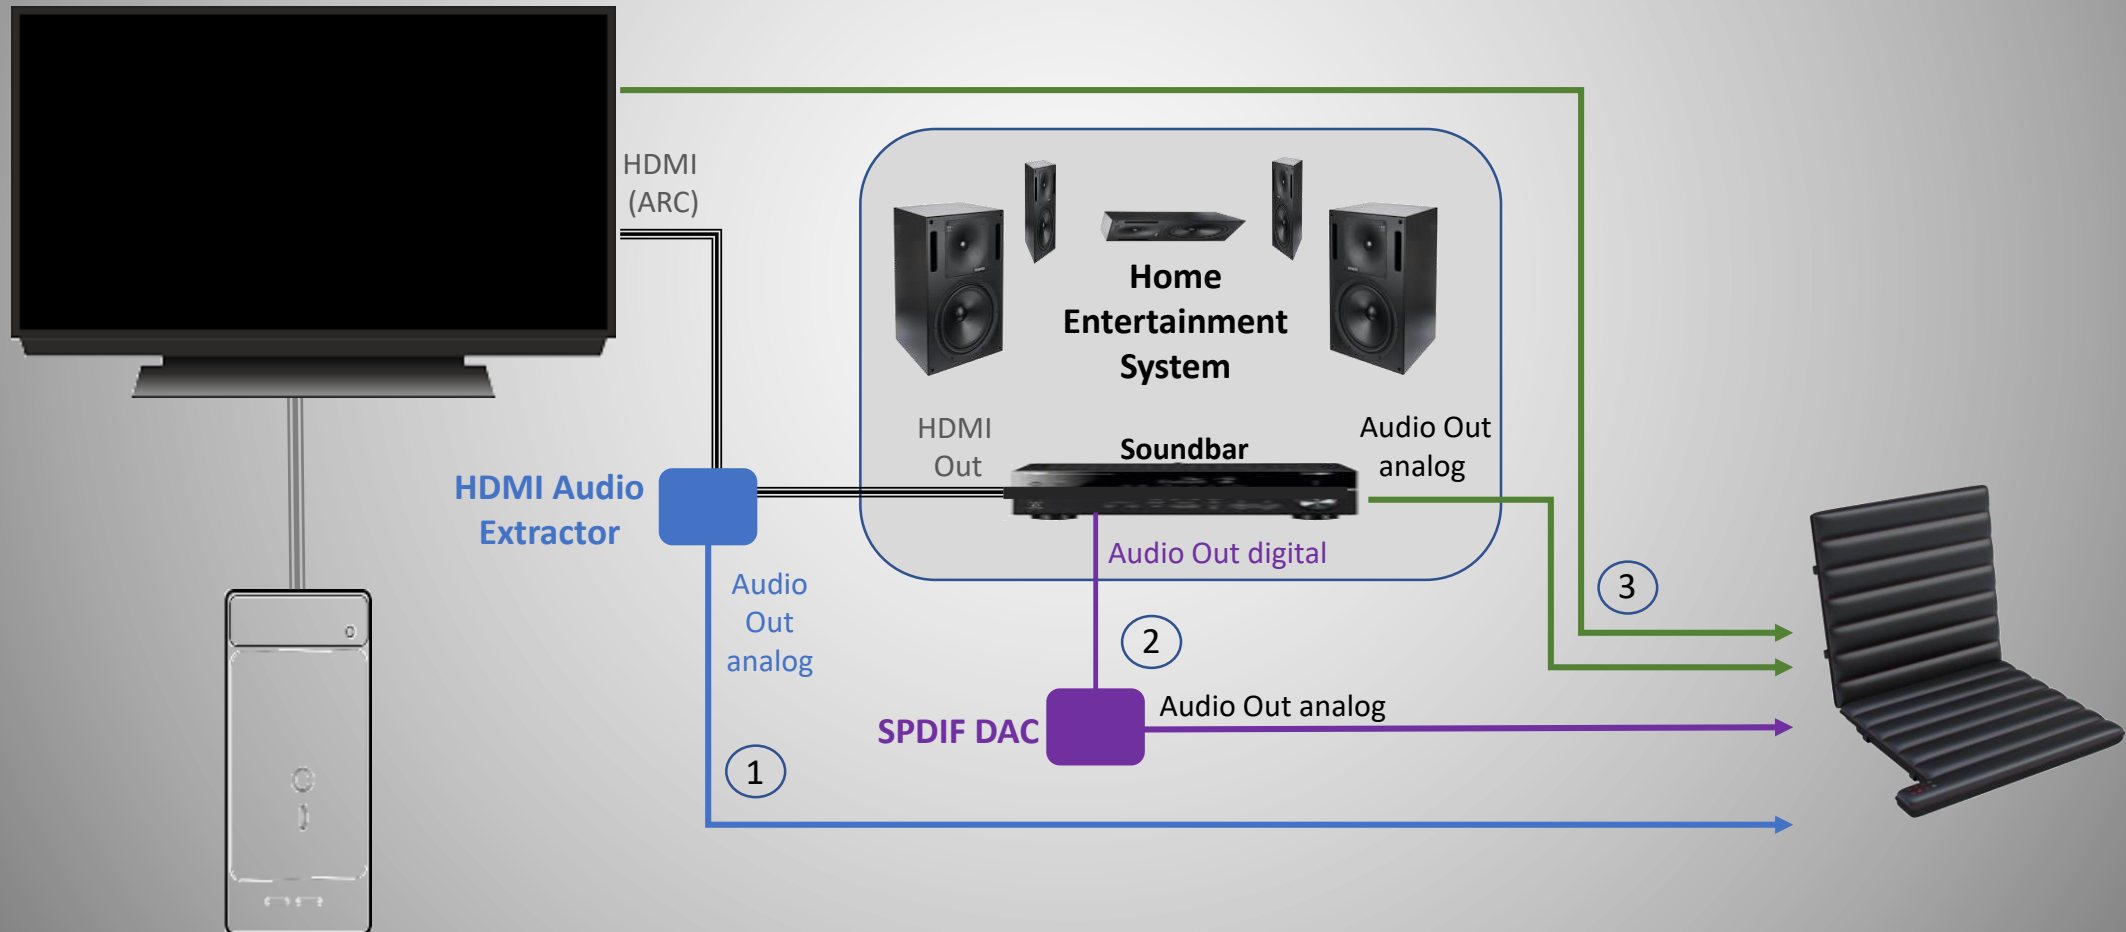 HDMI
(ARC)
Home
Entertainment
System
HDMI
Out
Soundbar
Audio Out
analog
HDMI Audio
Extractor
Audio Out digital
Audio
Out
analog
3
2
SPDIF DAC
Audio Out analog
1